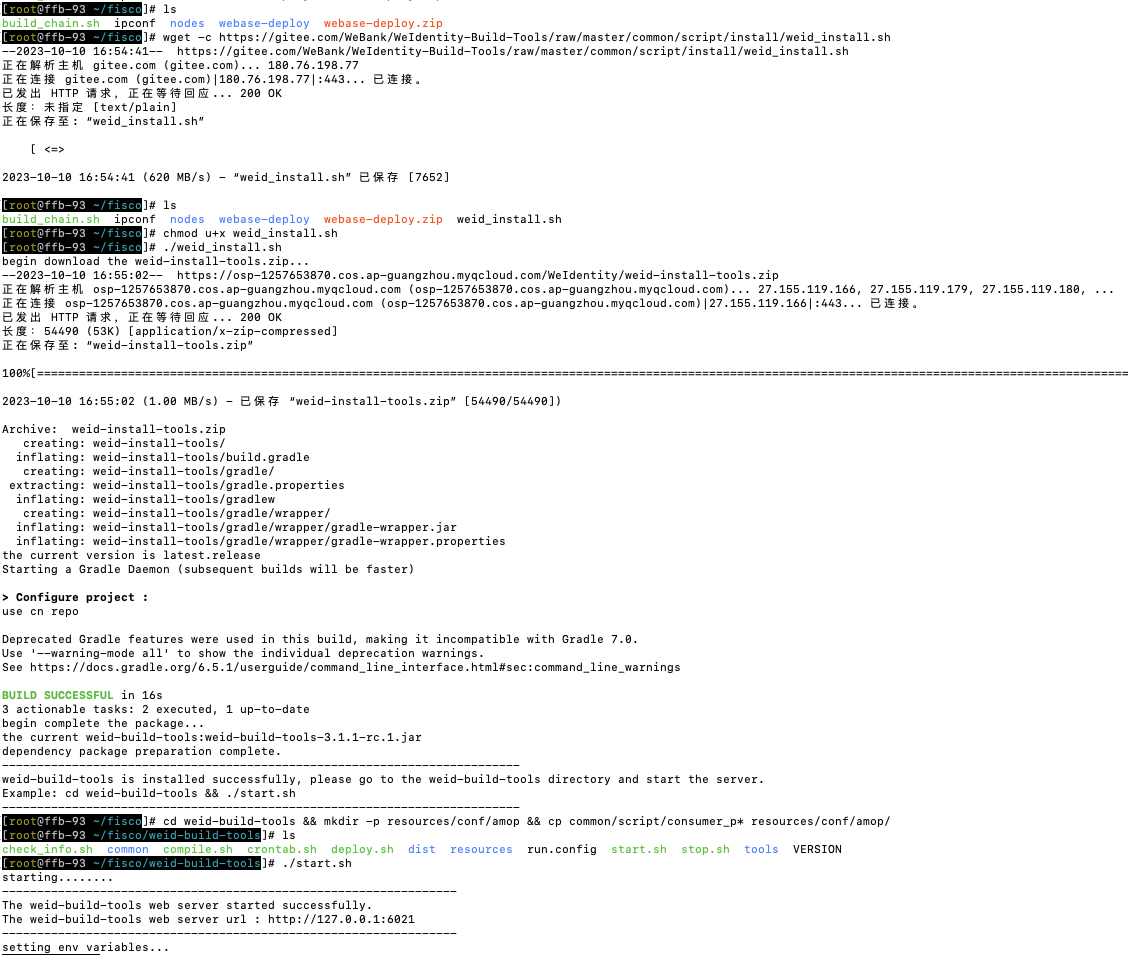 [root@ffb-93 ~/fisco]# ls
build_chain.sh  ipconf  nodes  webase-deploy  webase-deploy.zip
[root@ffb-93 ~/fisco]# wget -c https://gitee.com/WeBank/WeIdentity-Build-Tools/raw/master/common/script/install/weid_install.sh
--2023-10-10 16:54:41--  https://gitee.com/WeBank/WeIdentity-Build-Tools/raw/master/common/script/install/weid_install.sh
正在解析主机 gitee.com (gitee.com)... 180.76.198.77
正在连接 gitee.com (gitee.com)|180.76.198.77|:443... 已连接。
已发出 HTTP 请求，正在等待回应... 200 OK
长度：未指定 [text/plain]
正在保存至: “weid_install.sh”
[ <=>
2023-10-10 16:54:41 (620 MB/s) - “weid_install.sh” 已保存 [7652]
[root@ffb-93 ~/fisco]# ls
build_chain.sh  ipconf  nodes  webase-deploy  webase-deploy.zip  weid_install.sh
[root@ffb-93 ~/fisco]# chmod u+x weid_install.sh
[root@ffb-93 ~/fisco]# ./weid_install.sh
begin download the weid-install-tools.zip...
--2023-10-10 16:55:02--  https://osp-1257653870.cos.ap-guangzhou.myqcloud.com/WeIdentity/weid-install-tools.zip
正在解析主机 osp-1257653870.cos.ap-guangzhou.myqcloud.com (osp-1257653870.cos.ap-guangzhou.myqcloud.com)... 27.155.119.166, 27.155.119.179, 27.155.119.180, ...
正在连接 osp-1257653870.cos.ap-guangzhou.myqcloud.com (osp-1257653870.cos.ap-guangzhou.myqcloud.com)|27.155.119.166|:443... 已连接。
已发出 HTTP 请求，正在等待回应... 200 OK
长度：54490 (53K) [application/x-zip-compressed]
正在保存至: “weid-install-tools.zip”
100%[==============================================================================
2023-10-10 16:55:02 (1.00 MB/s) - 已保存 “weid-install-tools.zip” [54490/54490])
Archive:  weid-install-tools.zip
creating: weid-install-tools/
inflating: weid-install-tools/build.gradle
creating: weid-install-tools/gradle/
extracting: weid-install-tools/gradle.properties
inflating: weid-install-tools/gradlew
creating: weid-install-tools/gradle/wrapper/
inflating: weid-install-tools/gradle/wrapper/gradle-wrapper.jar
inflating: weid-install-tools/gradle/wrapper/gradle-wrapper.properties
the current version is latest.release
Starting a Gradle Daemon (subsequent builds will be faster)
> Configure project :
use cn repo
Deprecated Gradle features were used in this build, making it incompatible with Gradle 7.0.
Use '--warning-mode all' to show the individual deprecation warnings.
See https://docs.gradle.org/6.5.1/userguide/command_line_interface.html#sec:command_line_warnings
BUILD SUCCESSFUL in 16s
3 actionable tasks: 2 executed, 1 up-to-date
begin complete the package...
the current weid-build-tools:weid-build-tools-3.1.1-rc.1.jar
dependency package preparation complete.
--------------------------------------------------------------------------
weid-build-tools is installed successfully, please go to the weid-build-tools directory and start the server.
Example: cd weid-build-tools && ./start.sh
--------------------------------------------------------------------------
[root@ffb-93 ~/fisco]# cd weid-build-tools && mkdir -p resources/conf/amop && cp common/script/consumer_p* resources/conf/amop/
[root@ffb-93 ~/fisco/weid-build-tools]# ls
check_info.sh  common  compile.sh  crontab.sh  deploy.sh  dist  resources  run.config  start.sh  stop.sh  tools  VERSION
[root@ffb-93 ~/fisco/weid-build-tools]# ./start.sh
starting........
-----------------------------------------------------------------
The weid-build-tools web server started successfully.
The weid-build-tools web server url : http://127.0.0.1:6021
-----------------------------------------------------------------
setting env variables...